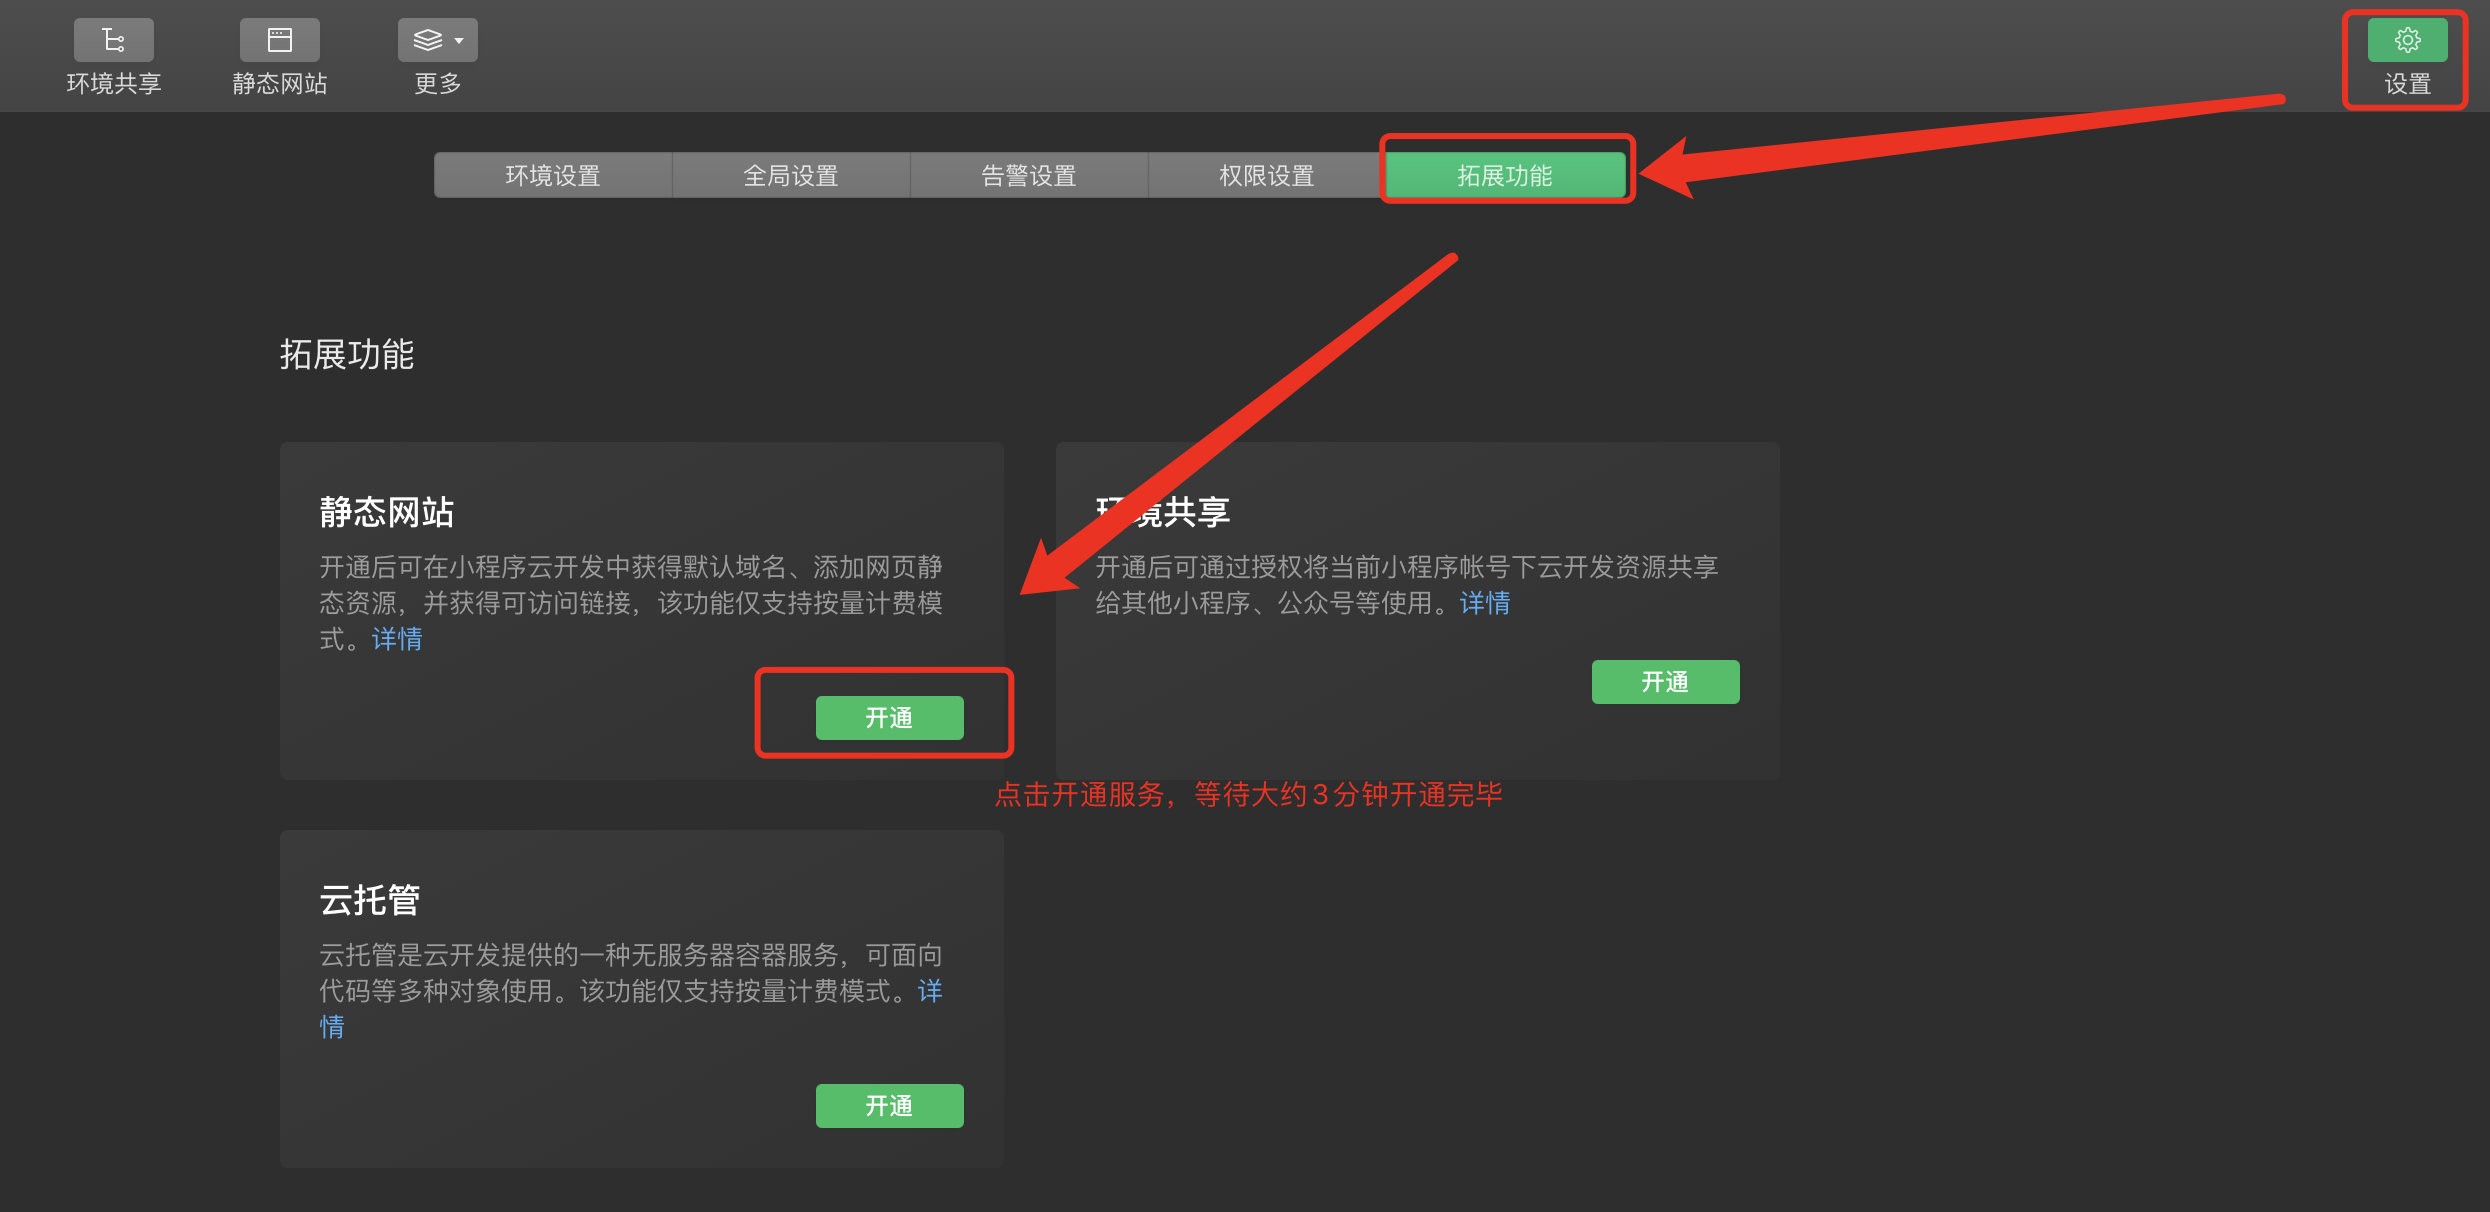 环境共享
静态网站
更多
设置
环境设置
全局设置
告警设置
权限设置
拓展功能
拓展功能
静态网站
开通后可在小程序云开发中获得默认域名、添加网页静
态资源，并获得可访问链接，该功能仅支持按量计费模
式。详情
开通
环境共享
开通后可通过授权将当前小程序帐号下云开发资源共享
给其他小程序、公众号等使用。详情
开通
点击开通服务，等待大约3分钟开通完毕
云托管
云托管是云开发提供的一种无服务器容器服务，可面向
代码等多种对象使用。该功能仅支持按量计费模式。详
情
开通